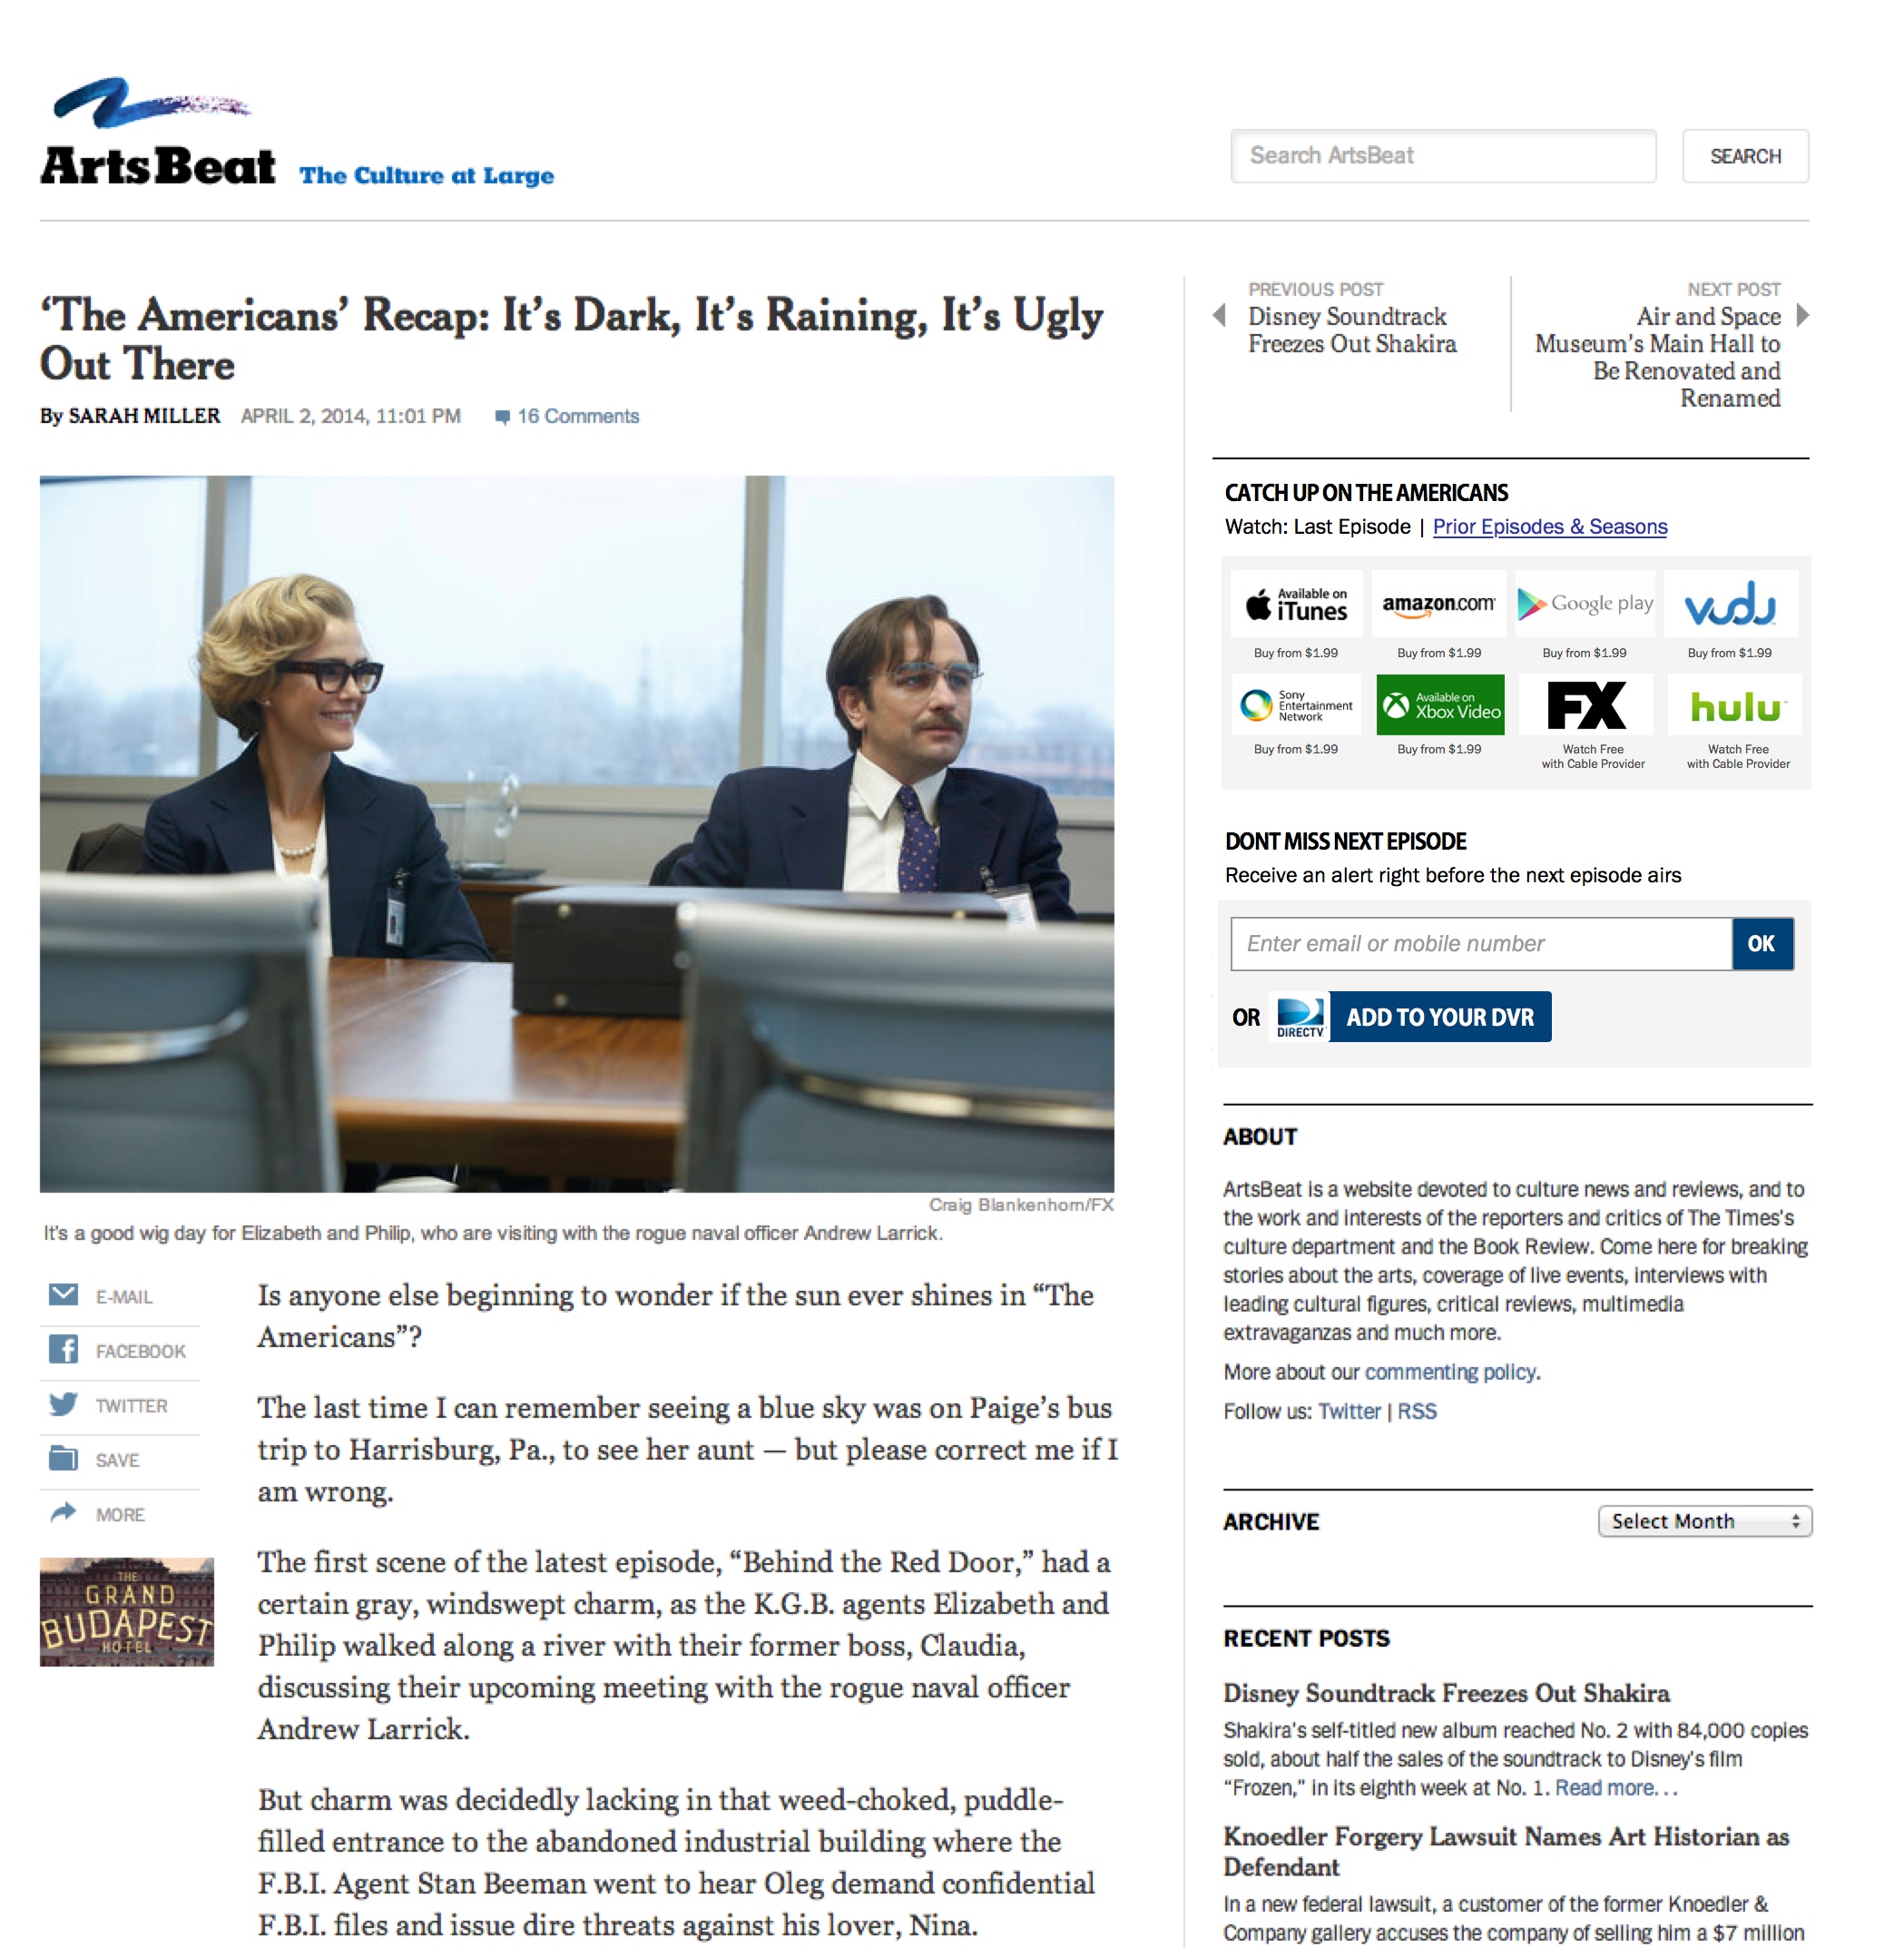 ArtsBeat The Culture at Large
Search ArtsBeat
SEARCH
‘The Americans’ Recap: It’s Dark, It’s Raining, It’s Ugly
Out There
By SARAH MILLER APRIL 2, 2014, 11:01 PM 16 Comments
Craig Blankenhorn/FX
It's a good wig day for Elizabeth and Philip, who are visiting with the rogue naval officer Andrew Larrick.
E-MAIL
FACEBOOK
TWITTER
SAVE
MORE
THE
GRAND
BUDAPEST
HOTEL
Is anyone else beginning to wonder if the sun ever shines in “The
Americans”?
The last time I can remember seeing a blue sky was on Paige’s bus
trip to Harrisburg, Pa., to see her aunt — but please correct me if I
am wrong.
The first scene of the latest episode, “Behind the Red Door,” had a
certain gray, windswept charm, as the K.G.B. agents Elizabeth and
Philip walked along a river with their former boss, Claudia,
discussing their upcoming meeting with the rogue naval officer
Andrew Larrick.
But charm was decidedly lacking in that weed-choked, puddle-
filled entrance to the abandoned industrial building where the
F.B.I. Agent Stan Beeman went to hear Oleg demand confidential
F.B.I. files and issue dire threats against his lover, Nina.
PREVIOUS POST
Disney Soundtrack
Freezes Out Shakira
NEXT POST
Air and Space
Museum’s Main Hall to
Be Renovated and
Renamed
CATCH UP ON THE AMERICANS
Watch: Last Episode | Prior Episodes & Seasons
Available on
iTunes
Buy from $1.99
amazon.com
Buy from $1.99
Google play
Buy from $1.99
vudu
Buy from $1.99
Sony
Entertainment
Network
Buy from $1.99
Available on
Xbox Video
Buy from $1.99
FX
Watch Free
with Cable Provider
hulu
Watch Free
with Cable Provider
DONT MISS NEXT EPISODE
Receive an alert right before the next episode airs
Enter email or mobile number
OK
OR DIRECTV ADD TO YOUR DVR
ABOUT
ArtsBeat is a website devoted to culture news and reviews, and to
the work and interests of the reporters and critics of The Times's
culture department and the Book Review. Come here for breaking
stories about the arts, coverage of live events, interviews with
leading cultural figures, critical reviews, multimedia
extravaganzas and much more.
More about our commenting policy.
Follow us: Twitter | RSS
ARCHIVE
Select Month
RECENT POSTS
Disney Soundtrack Freezes Out Shakira
Shakira's self-titled new album reached No. 2 with 84,000 copies
sold, about half the sales of the soundtrack to Disney's film
“Frozen,” in its eighth week at No. 1. Read more…
Knoedler Forgery Lawsuit Names Art Historian as
Defendant
In a new federal lawsuit, a customer of the former Knoedler &
Company gallery accuses the company of selling him a $7 million